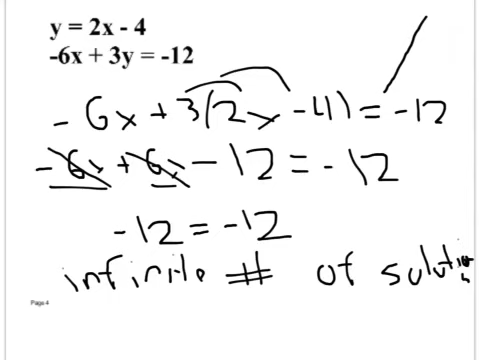 y = 2x - 4
-6x + 3y = -12
- 6x + 3(2x - 4) = -12
- 6x + 6x - 12 = - 12
-12 = -12
infinite # of solution
Page 4